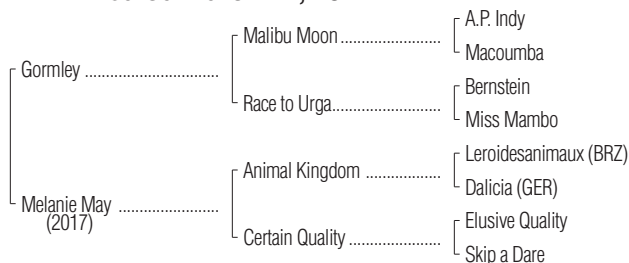 Gormley
Malibu Moon
A.P. Indy
Macoumba
Race to Urga
Bernstein
Miss Mambo
Melanie May
(2017)
Animal Kingdom
Leroidesanimaux (BRZ)
Dalicia (GER)
Certain Quality
Elusive Quality
Skip a Dare